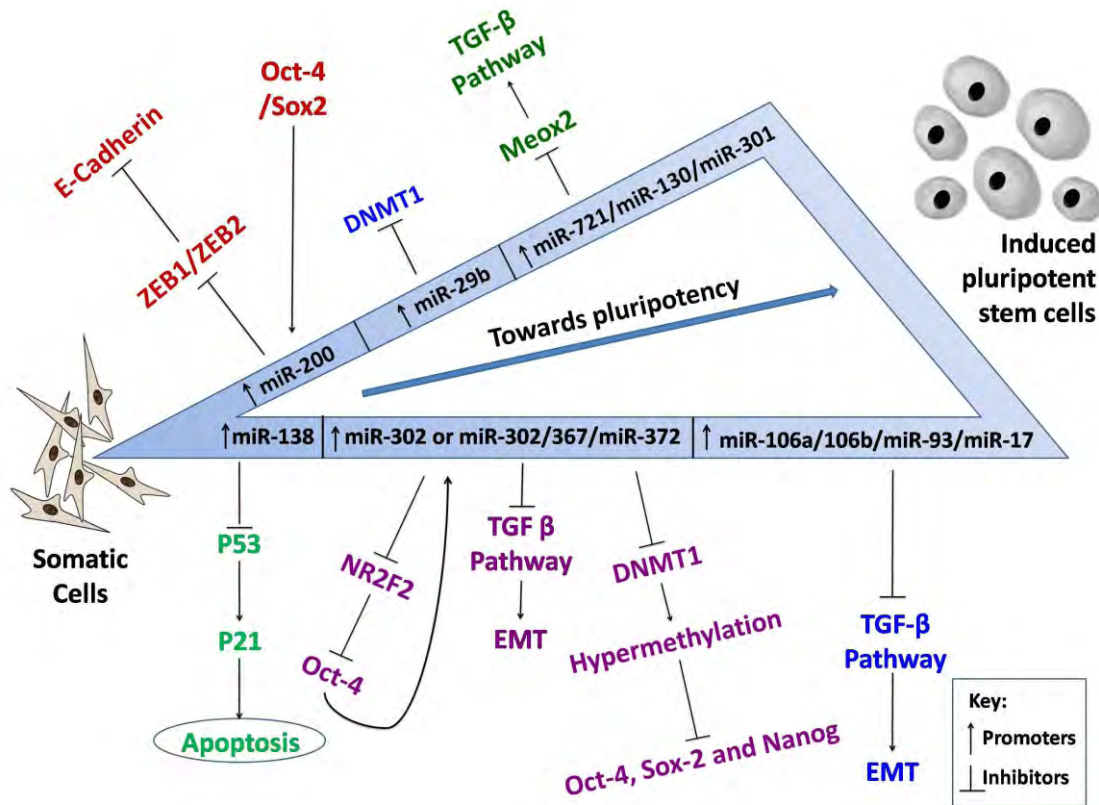 TGF-β
Pathway
Meox2
Oct-4
/Sox2
E-Cadherin
ZEB1/ZEB2
DNMT1
↑ miR-721/miR-130/miR-301
↑ miR-29b
↑ miR-200
Towards pluripotency
Induced
pluripotent
stem cells
↑miR-138
↑ miR-302 or miR-302/367/miR-372
↑ miR-106a/106b/miR-93/miR-17
Somatic
Cells
P53
P21
Apoptosis
NR2F2
Oct-4
TGF β
Pathway
EMT
DNMT1
Hypermethylation
Oct-4, Sox-2 and Nanog
TGF-β
Pathway
EMT
Key:
Promoters
Inhibitors